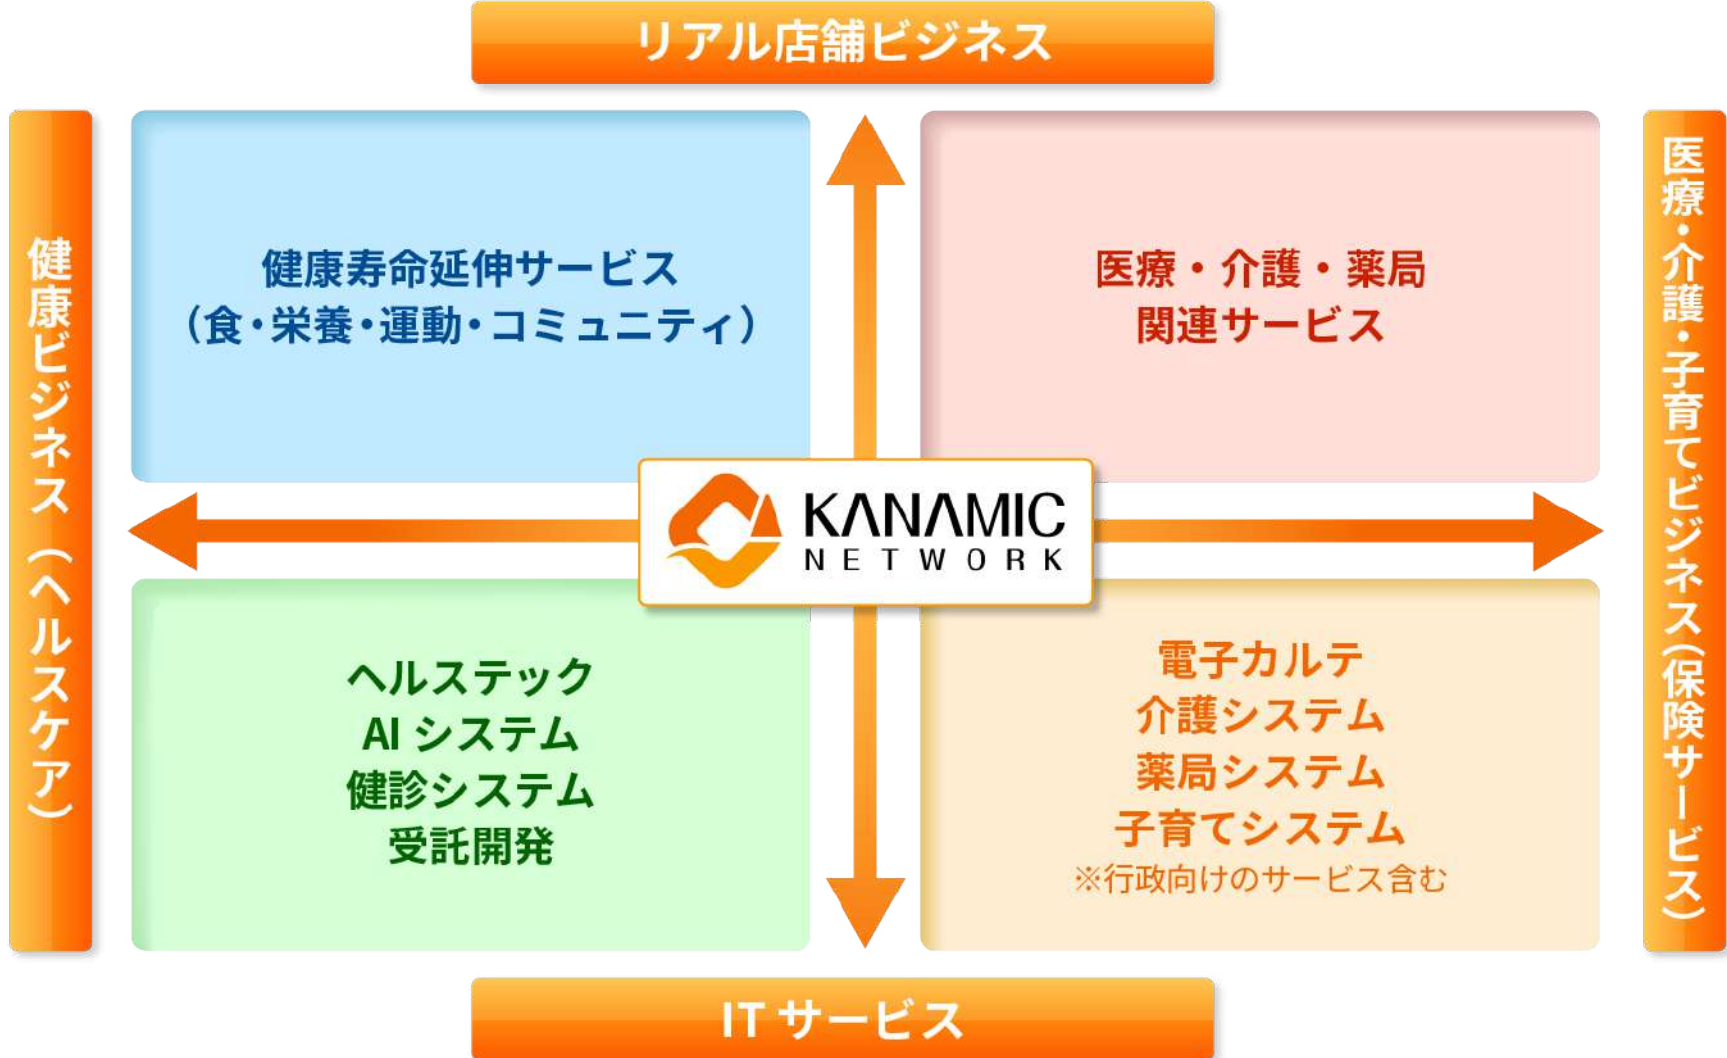 リアル店舗ビジネス
健康ビジネス（ヘルスケア）
健康寿命延伸サービス
（食・栄養・運動・コミュニティ）
医療・介護・薬局
関連サービス
医療・介護・子育てビジネス（保険サービス）
KANAMIC
NETWORK
ヘルステック
AI システム
健診システム
受託開発
電子カルテ
介護システム
薬局システム
子育てシステム
※行政向けのサービス含む
IT サービス